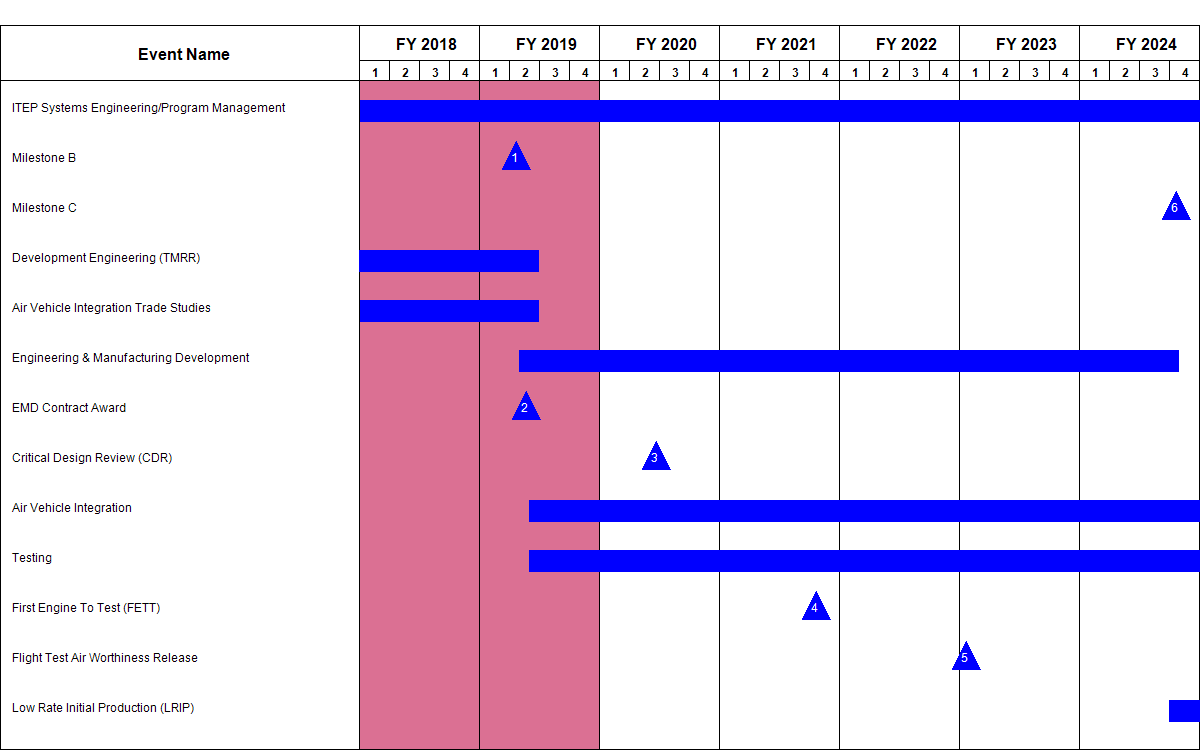 Event Name
FY 2018 FY 2019 FY 2020 FY 2021 FY 2022 FY 2023 FY 2024
1 2 3 4 1 2 3 4 1 2 3 4 1 2 3 4 1 2 3 4 1 2 3 4 1 2 3 4
ITEP Systems Engineering/Program Management
Milestone B 1
Milestone C 6
Development Engineering (TMRR)
Air Vehicle Integration Trade Studies
Engineering & Manufacturing Development
EMD Contract Award 2
Critical Design Review (CDR) 3
Air Vehicle Integration
Testing
First Engine To Test (FETT) 4
Flight Test Air Worthiness Release 5
Low Rate Initial Production (LRIP)